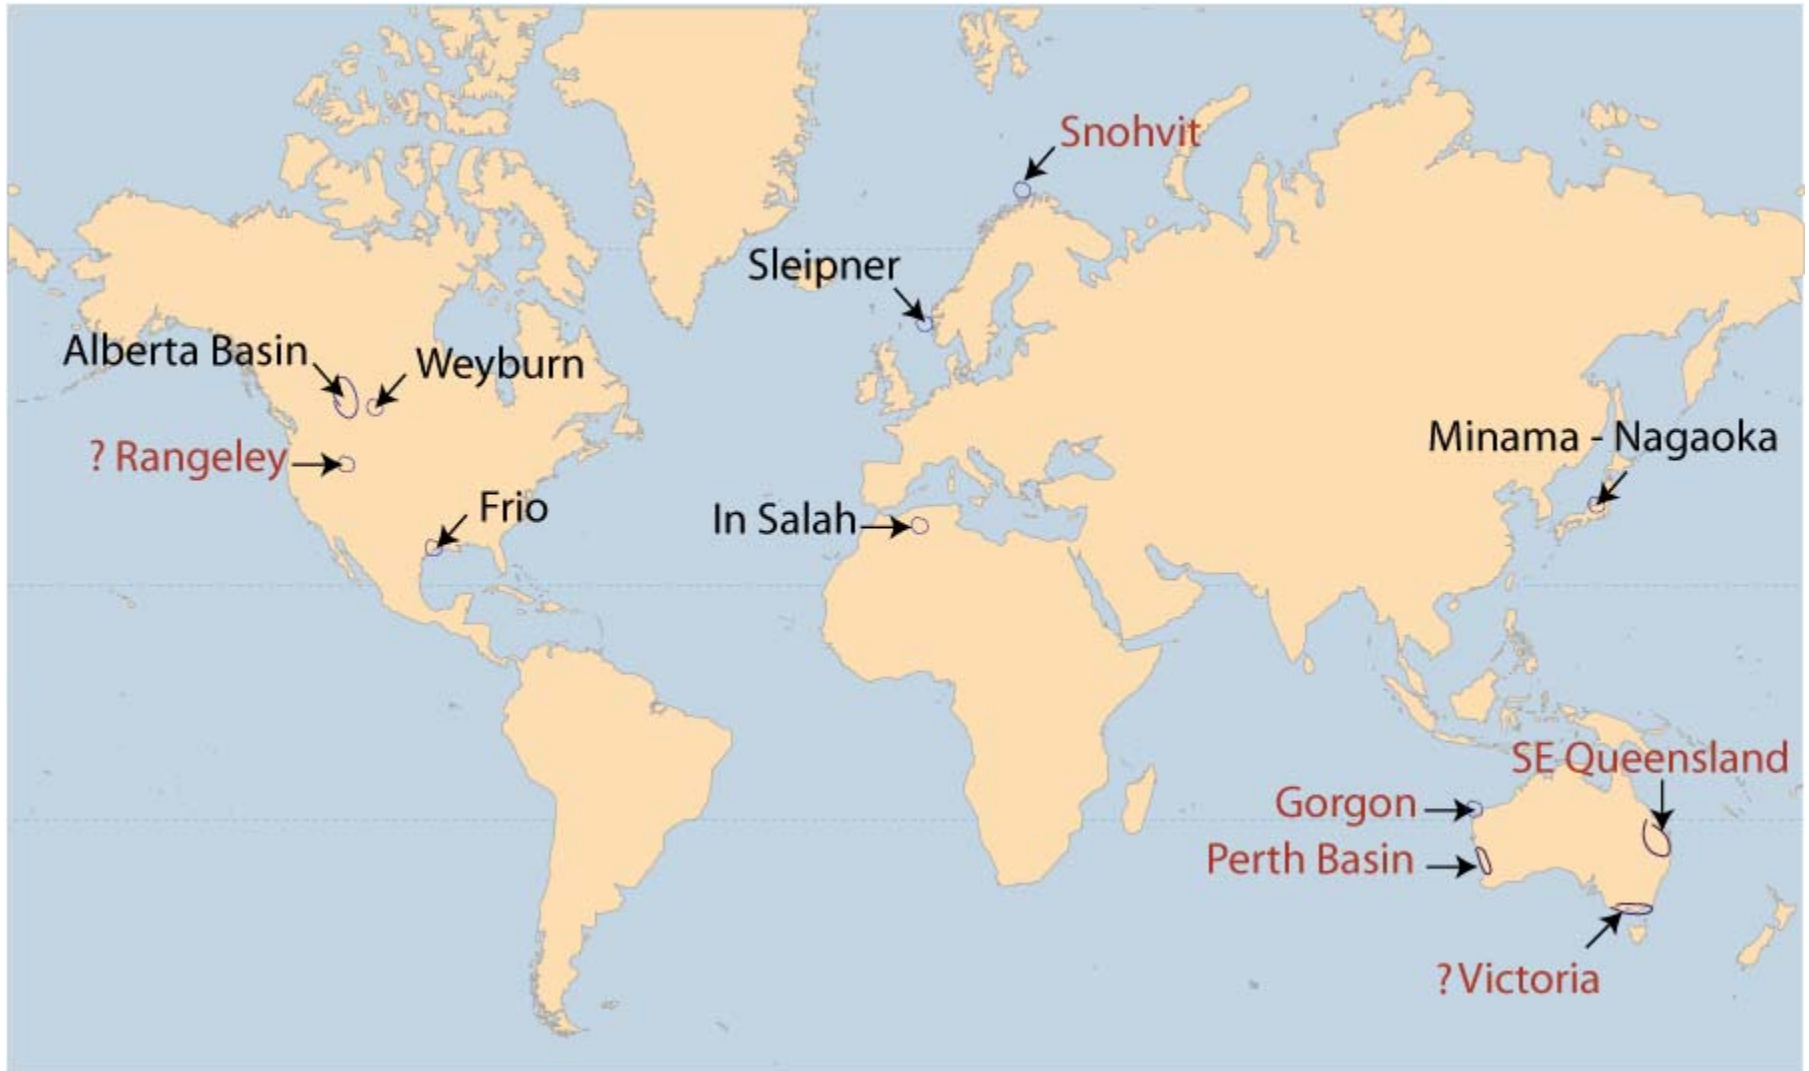 Snohvit
Sleipner
Alberta Basin
Weyburn
? Rangeley
Minama - Nagaoka
Frio
In Salah
SE Queensland
Gorgon
Perth Basin
? Victoria